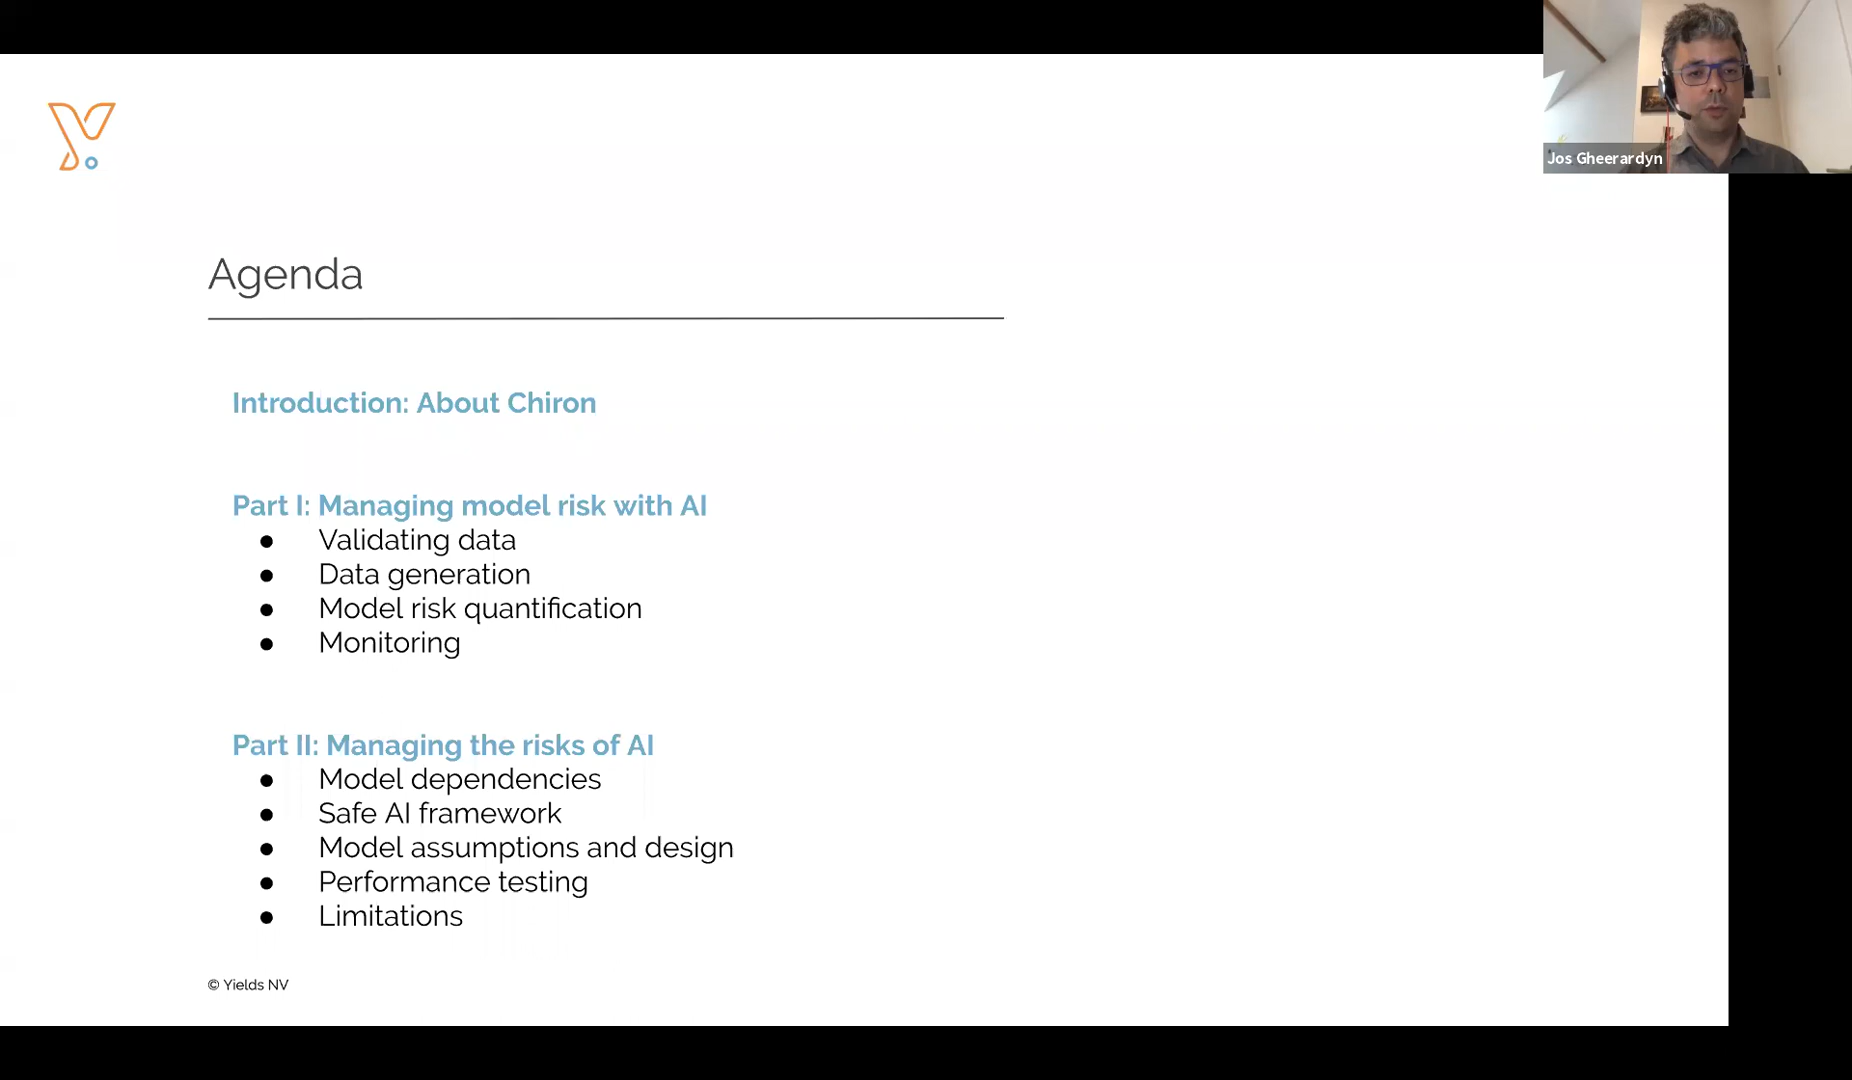 Jos Gheerardyn
Agenda
Introduction: About Chiron
Part I: Managing model risk with AI
● Validating data
● Data generation
● Model risk quantification
● Monitoring
Part II: Managing the risks of AI
● Model dependencies
● Safe AI framework
● Model assumptions and design
● Performance testing
● Limitations
© Yields NV